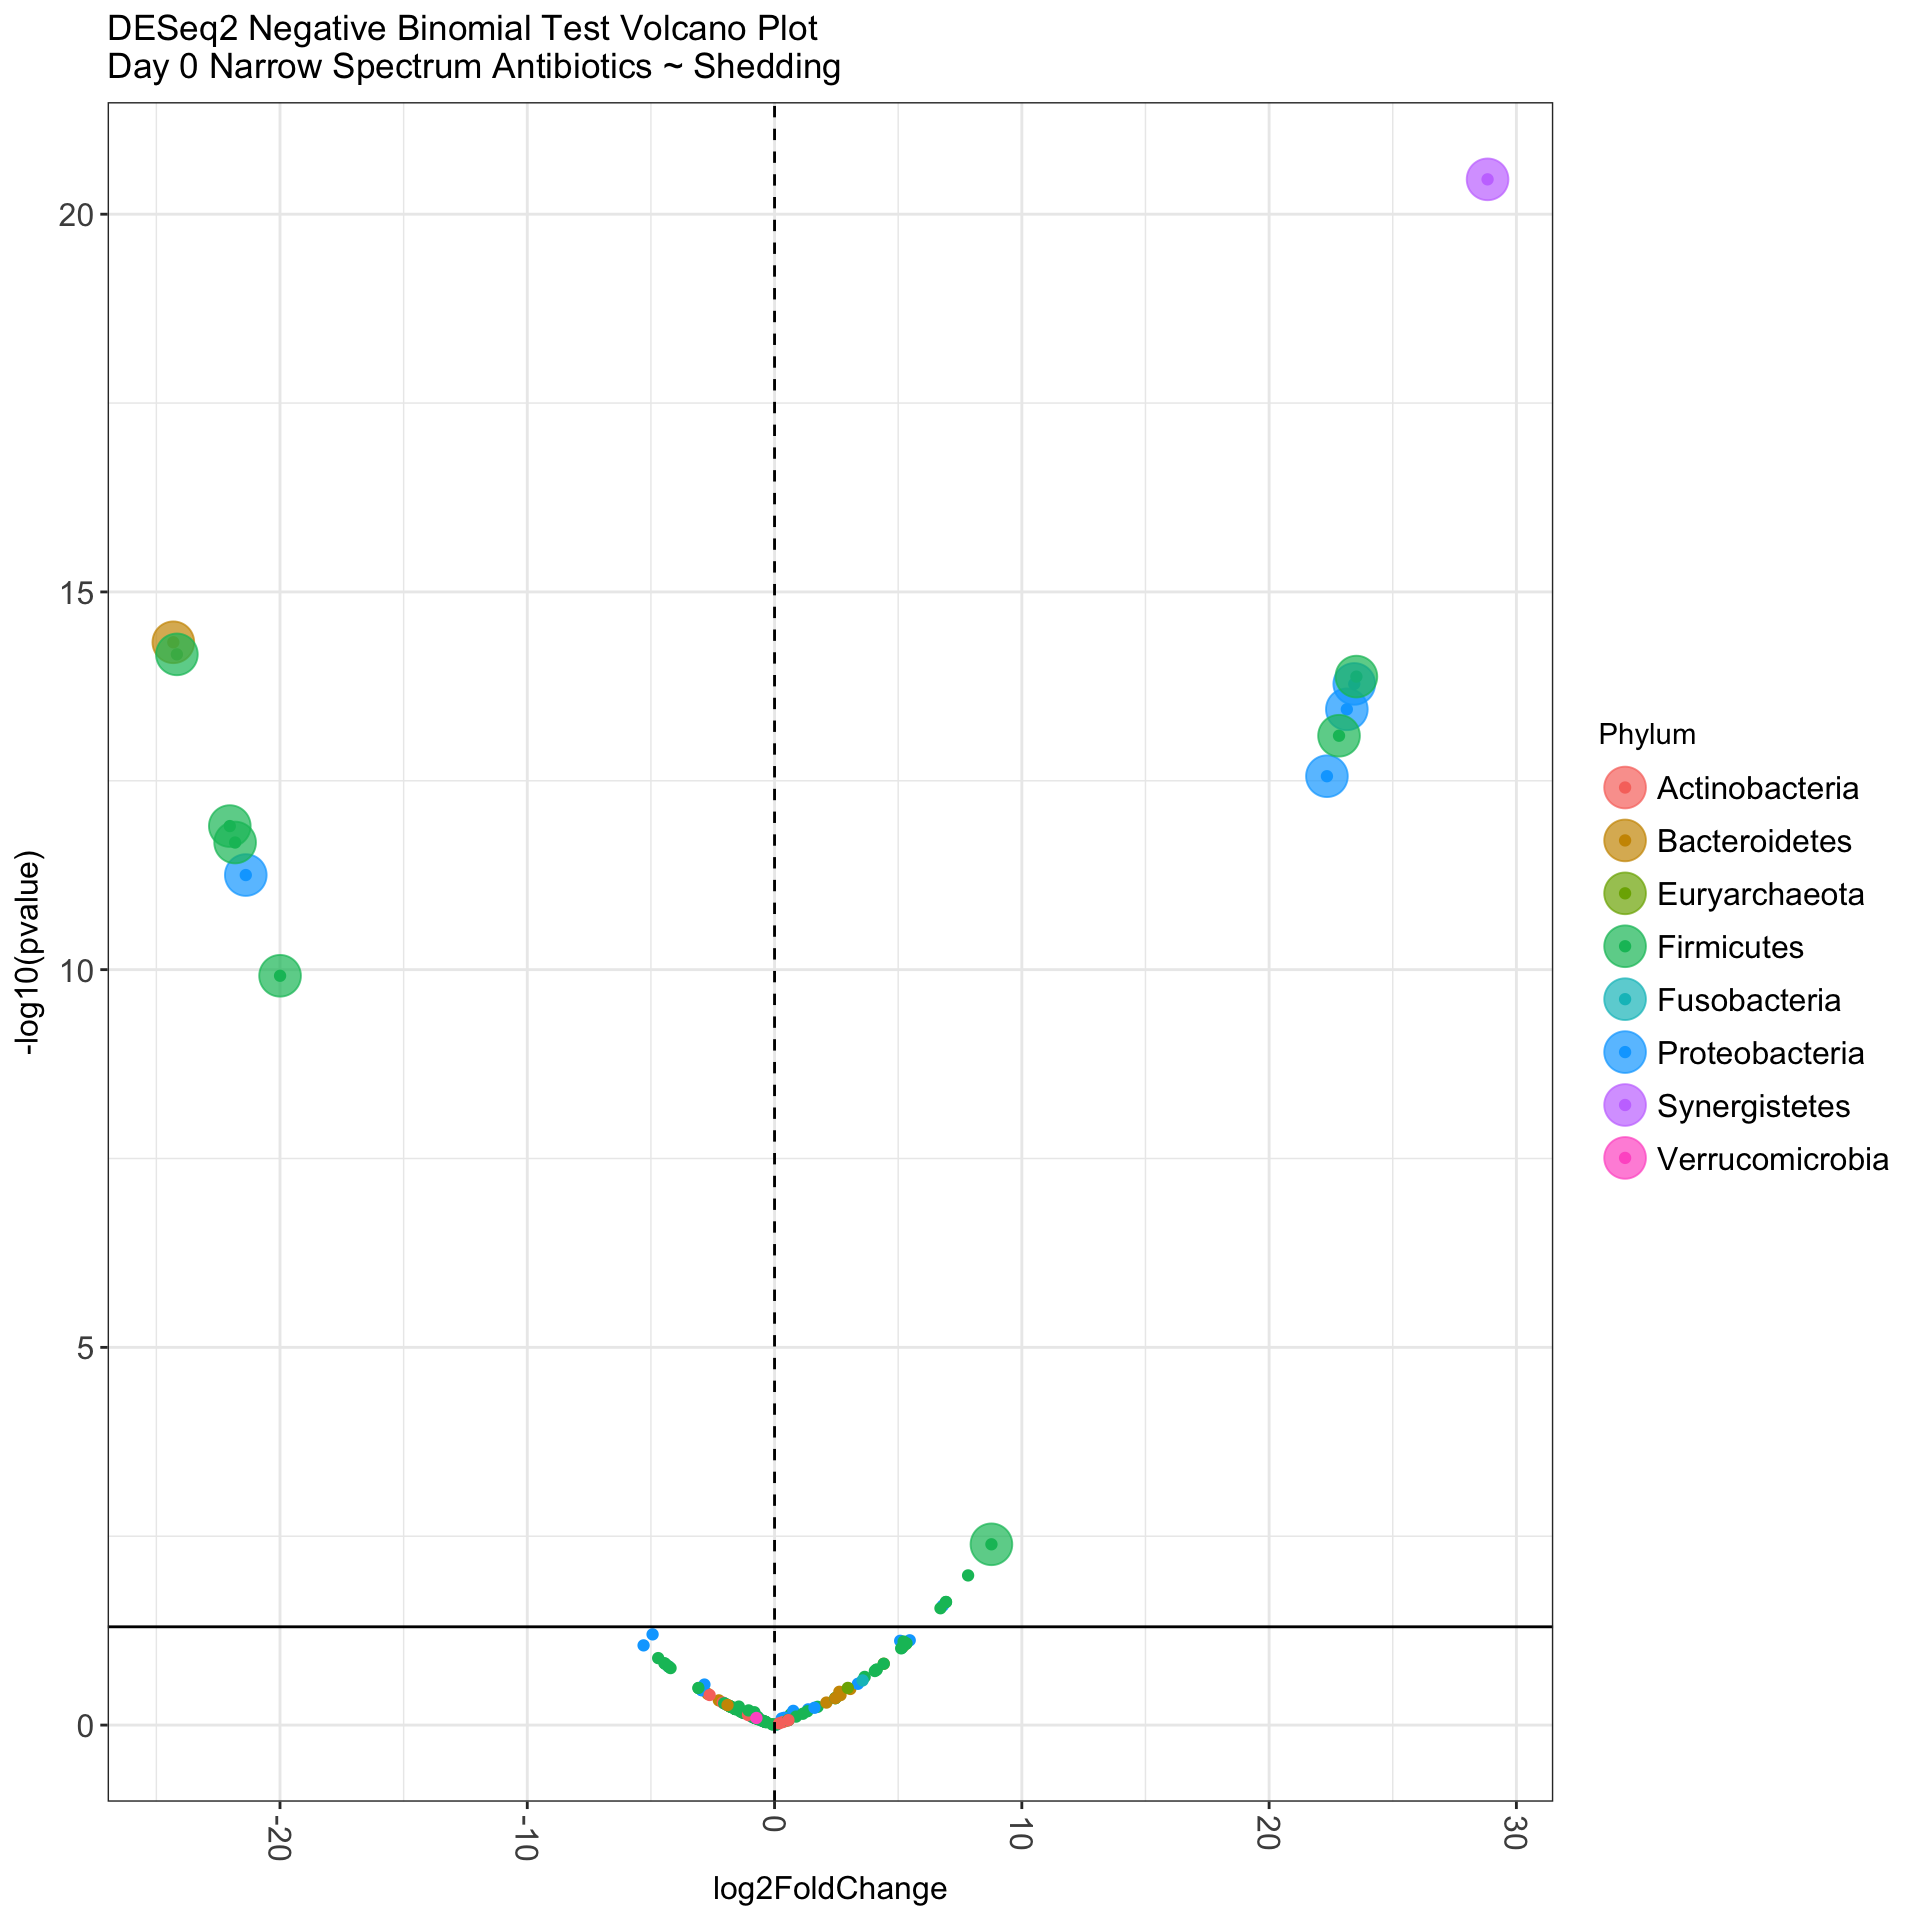 DESeq2 Negative Binomial Test Volcano Plot
Day 0 Narrow Spectrum Antibiotics ~ Shedding
-log10(pvalue)
20
15
10
5
0
-20
-10
0
10
20
30
log2FoldChange
Phylum
Actinobacteria
Bacteroidetes
Euryarchaeota
Firmicutes
Fusobacteria
Proteobacteria
Synergistetes
Verrucomicrobia